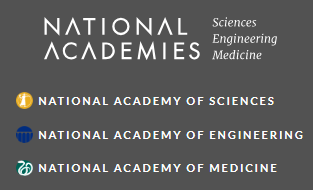 NATIONAL
ACADEMIES
Sciences
Engineering
Medicine
NATIONAL ACADEMY OF SCIENCES
NATIONAL ACADEMY OF ENGINEERING
NATIONAL ACADEMY OF MEDICINE